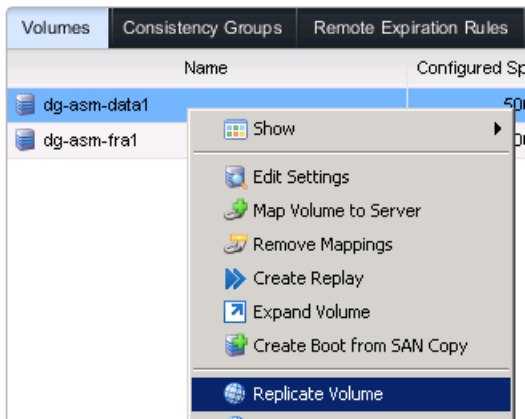 Volumes Consistency Groups Remote Expiration Rules
Name Configured Sp
dg-asm-data1 500
dg-asm-fra1
Show
Edit Settings
Map Volume to Server
Remove Mappings
Create Replay
Expand Volume
Create Boot from SAN Copy
Replicate Volume